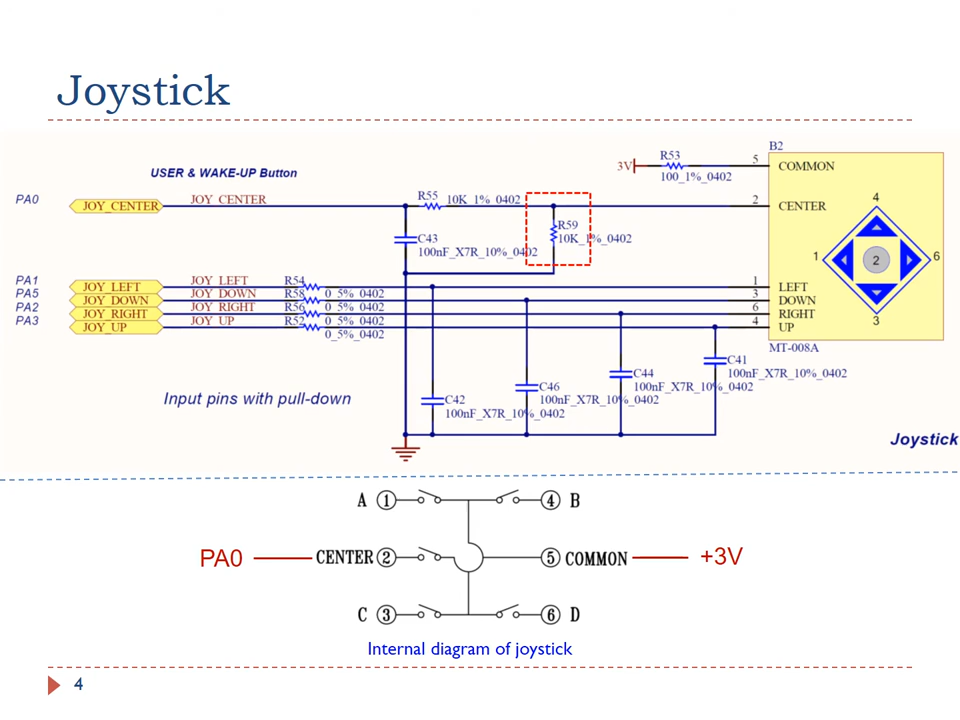 Joystick
USER & WAKE-UP Button
PA0
JOY_CENTER
JOY_CENTER
R55
10K_1%_0402
C43
100nF_X7R_10%_0402
R59
10K_1%_0402
3V
R53
100_1%_0402
B2
5
COMMON
2
CENTER
4
1
2
6
3
PA1
JOY_LEFT
JOY_LEFT
R54
1
LEFT
PA5
JOY_DOWN
JOY_DOWN
R58
0_5%_0402
3
DOWN
PA2
JOY_RIGHT
JOY_RIGHT
R56
0_5%_0402
6
RIGHT
PA3
JOY_UP
JOY_UP
R52
0_5%_0402
4
UP
0_5%_0402
MT-008A
C41
100nF_X7R_10%_0402
C44
100nF_X7R_10%_0402
C46
100nF_X7R_10%_0402
C42
100nF_X7R_10%_0402
Input pins with pull-down
Joystick
A 1
4 B
PA0
CENTER 2
5 COMMON
+3V
C 3
6 D
Internal diagram of joystick
4